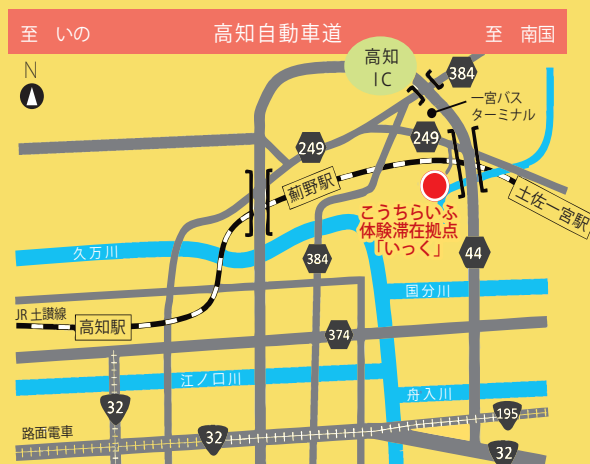 至 いの
高知自動車道
至 南国
N
高知
IC
384
一宮バス
ターミナル
249
249
薊野駅
土佐一宮駅
こうちらいふ
体験滞在拠点
「いっく」
久万川
384
44
国分川
JR 土讃線
高知駅
374
江ノ口川
舟入川
32
195
路面電車
32
32